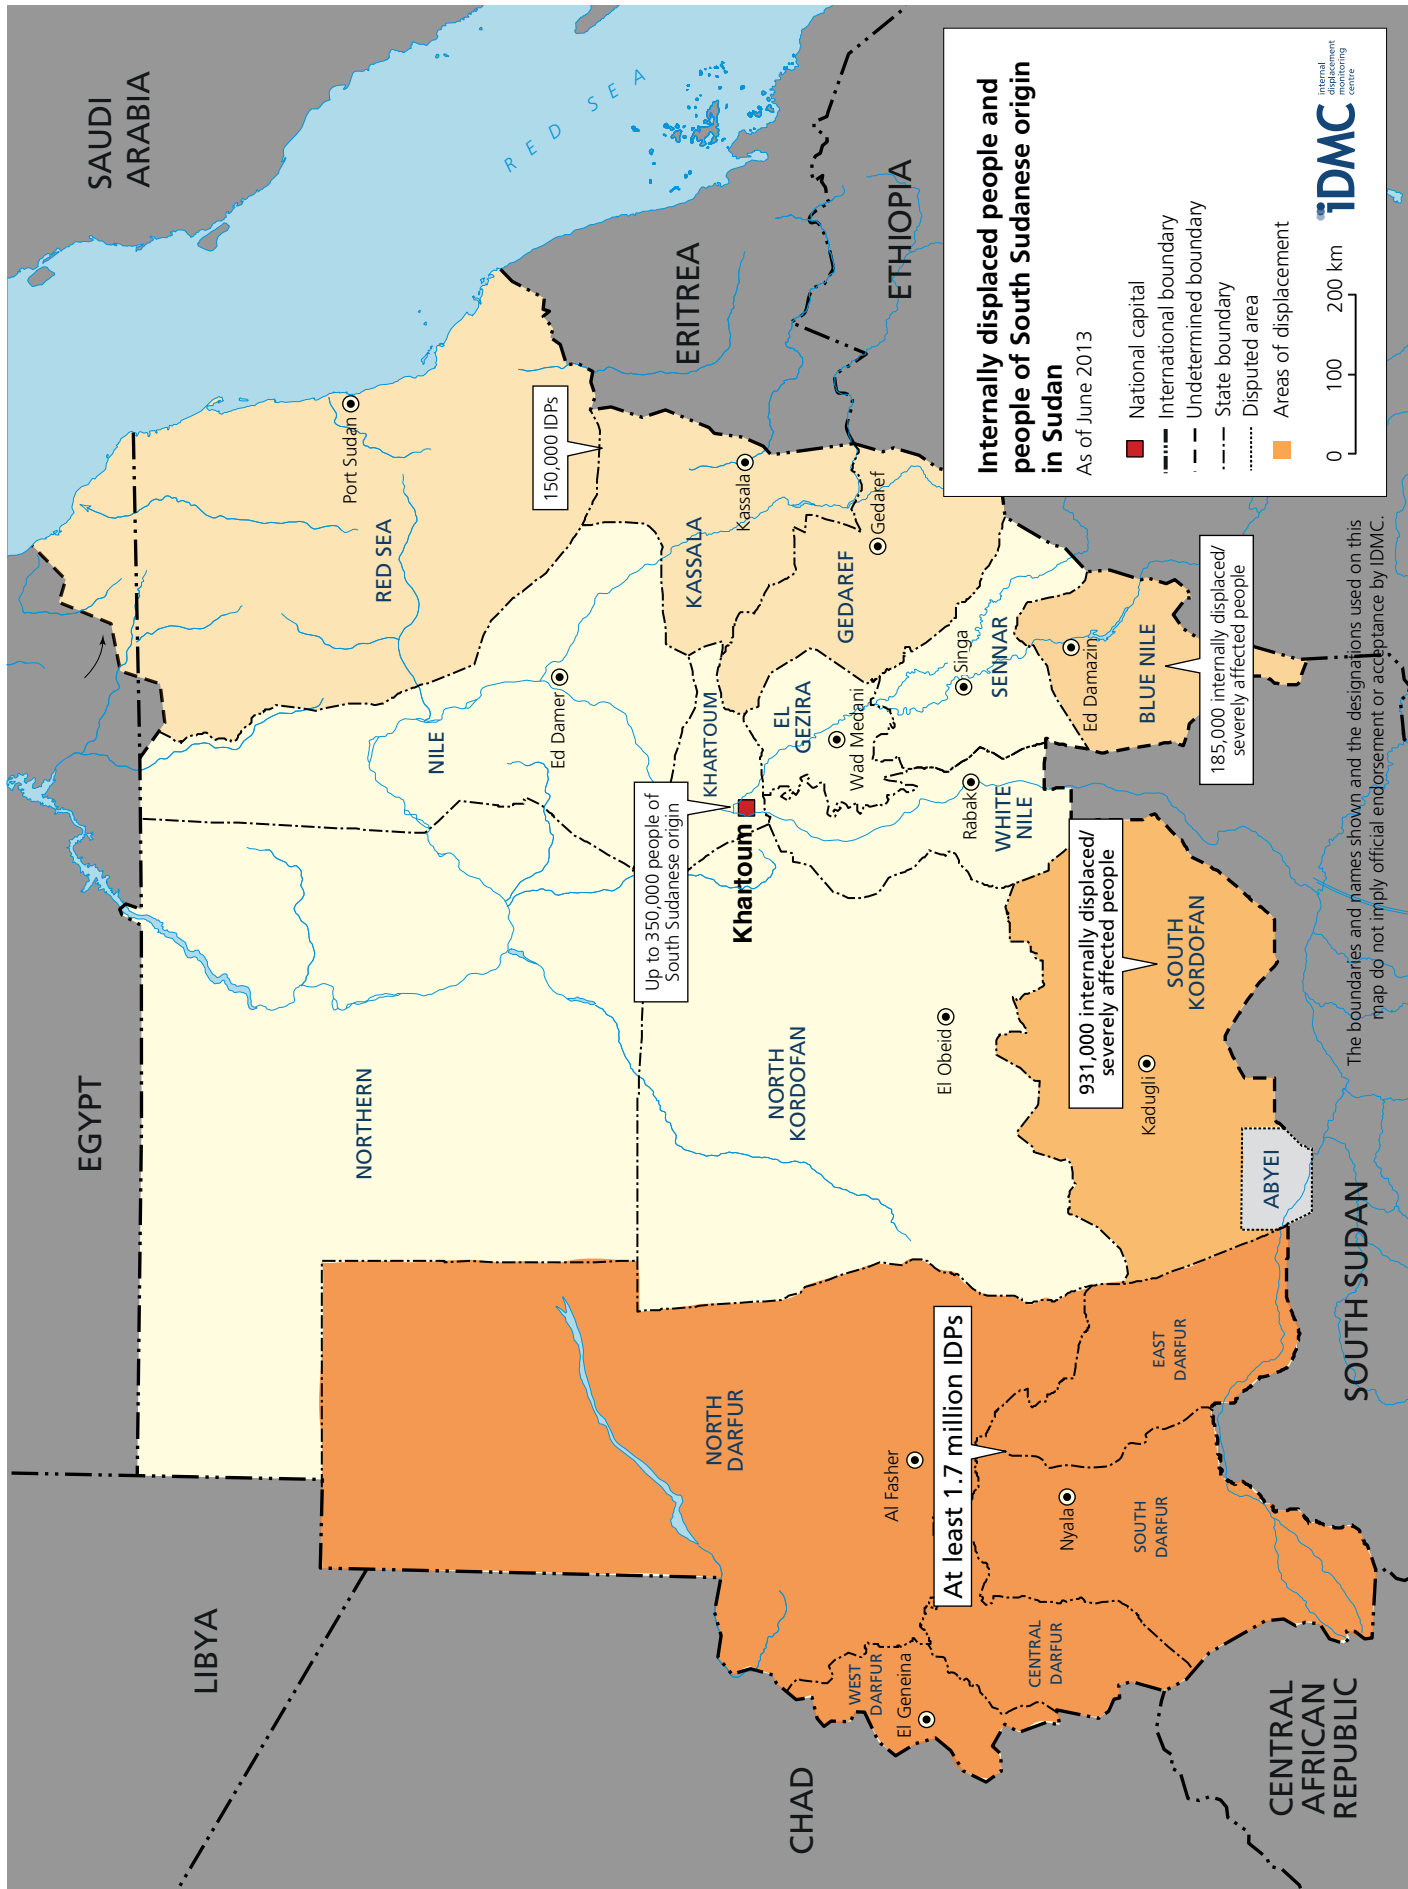 SAUDI
ARABIA
RED SEA
EGYPT
LIBYA
CHAD
CENTRAL
AFRICAN
REPUBLIC
SOUTH SUDAN
ERITREA
ETHIOPIA
Port Sudan
RED SEA
150,000 IDPs
NORTHERN
NILE
Ed Damer
KASSALA
Kassala
KHARTOUM
Up to 350,000 people of
South Sudanese origin
Khartoum
GEDAREF
Gedaref
EL
GEZIRA
Wad Medani
NORTH
KORDOFAN
El Obeid
Singa
SENNAR
Rabak
WHITE
NILE
Ed Damazin
BLUE NILE
185,000 internally displaced/
severely affected people
931,000 internally displaced/
severely affected people
SOUTH
KORDOFAN
Kadugli
ABYEI
NORTH
DARFUR
Al Fasher
At least 1.7 million IDPs
EAST
DARFUR
Nyala
SOUTH
DARFUR
CENTRAL
DARFUR
WEST
DARFUR
El Geneina
Internally displaced people and
people of South Sudanese origin
in Sudan
As of June 2013
National capital
International boundary
Undetermined boundary
State boundary
Disputed area
Areas of displacement
0 100 200 km
iDMC
internal
displacement
monitoring
centre
The boundaries and names shown and the designations used on this
map do not imply official endorsement or acceptance by IDMC.